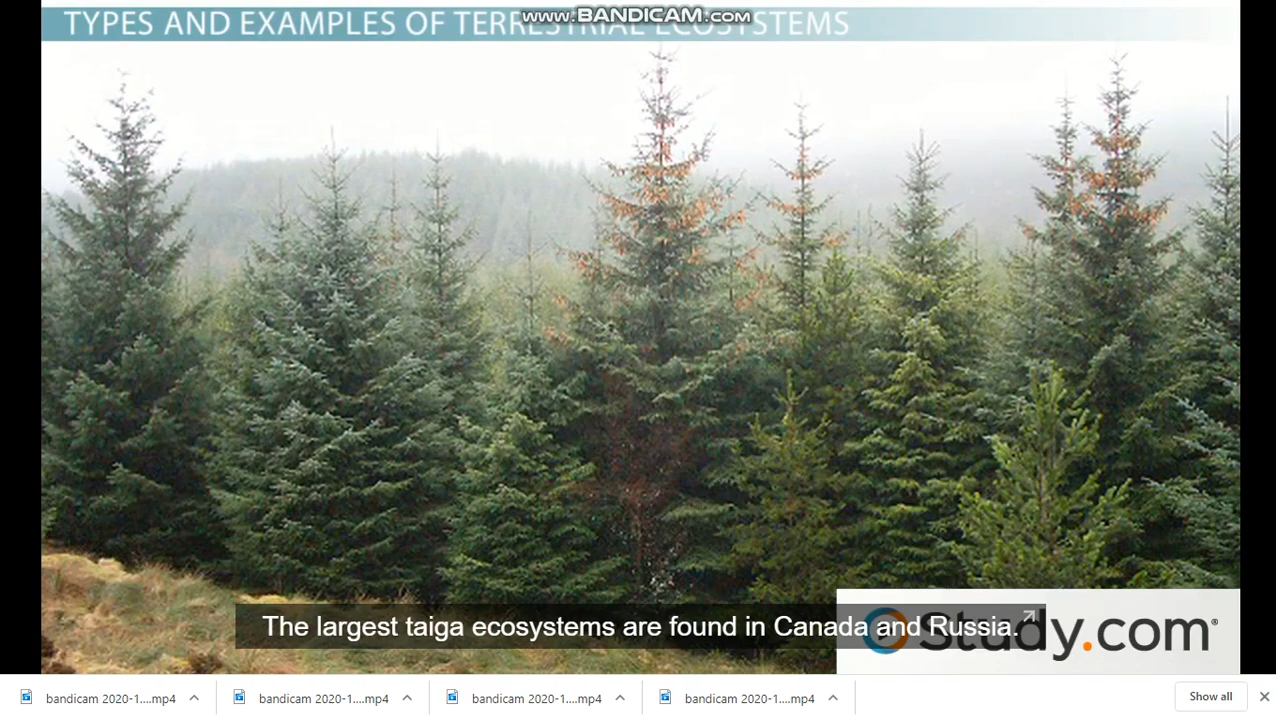 www.BANDICAM.com
TYPES AND EXAMPLES OF TERRESTRIAL ECOSYSTEMS
The largest taiga ecosystems are found in Canada and Russia.
Study.com®
bandicam 2020-1....mp4
bandicam 2020-1....mp4
bandicam 2020-1....mp4
bandicam 2020-1....mp4
Show all